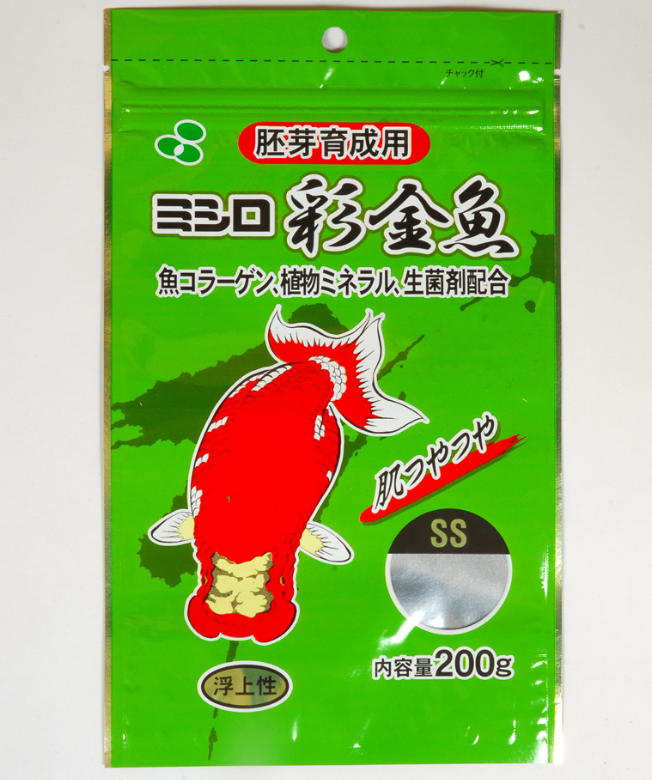 チャック付
胚芽育成用
ミシロ 彩金魚
魚コラーゲン、植物ミネラル、生菌剤配合
肌つやつや
SS
内容量200g
浮上性